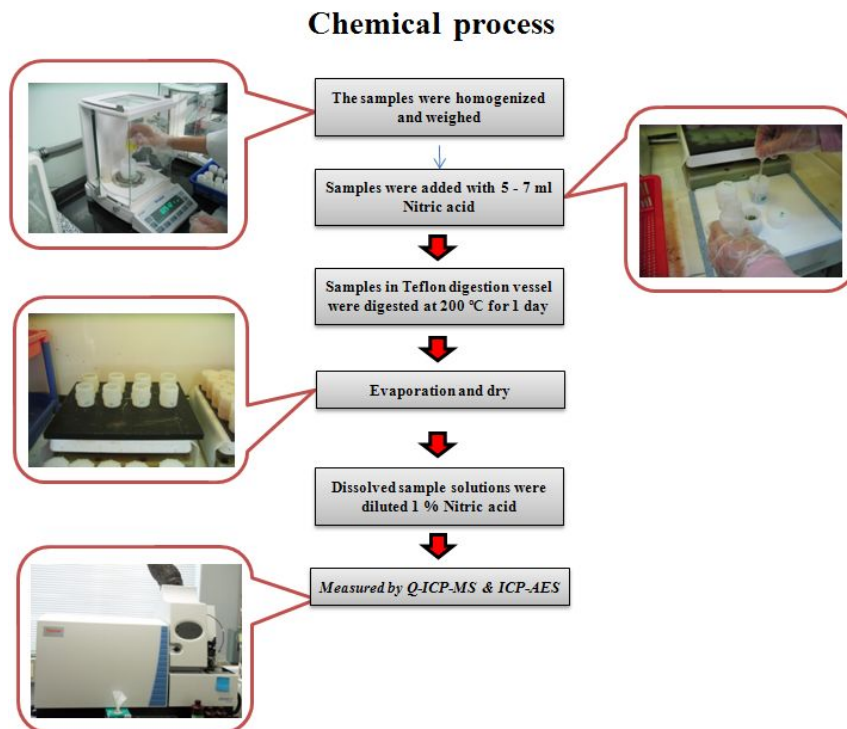 Chemical process
The samples were homogenized
and weighed
Samples were added with 5 - 7 ml
Nitric acid
Samples in Teflon digestion vessel
were digested at 200 ℃ for 1 day
Evaporation and dry
Dissolved sample solutions were
diluted 1 % Nitric acid
Measured by Q-ICP-MS & ICP-AES